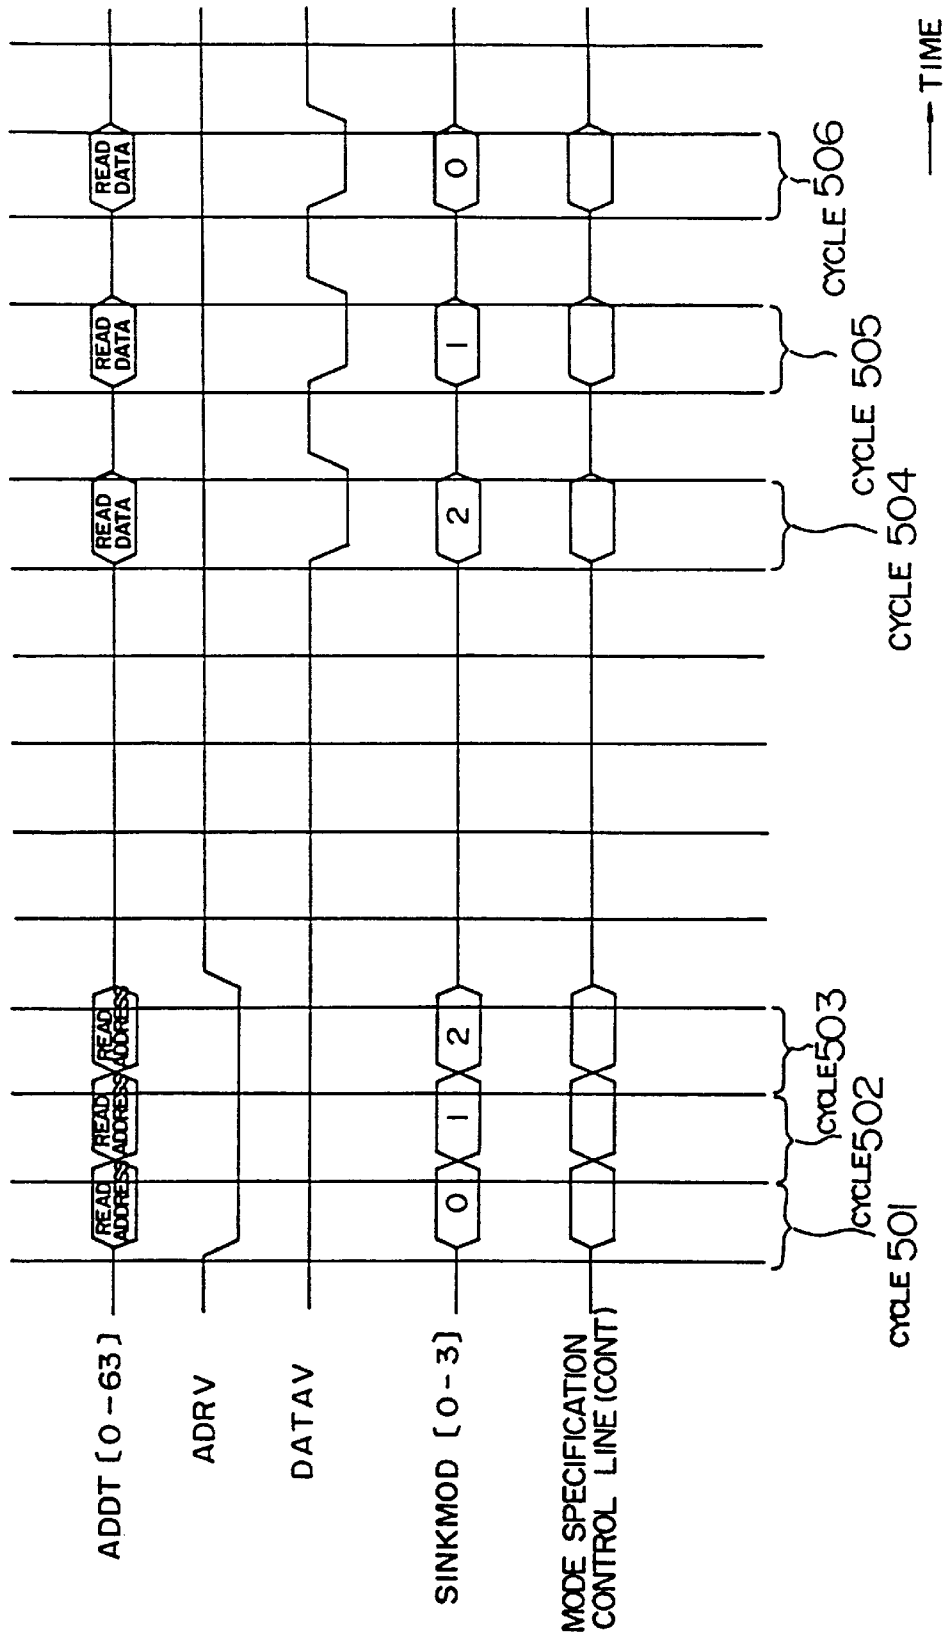 ADDT [0-63]
READ
ADDRESS
READ
ADDRESS
READ
ADDRESS
READ
DATA
READ
DATA
READ
DATA
ADRV
DATAV
SINKMOD [0-3]
0
1
2
2
1
0
MODE SPECIFICATION
CONTROL LINE (CONT)
CYCLE 501
CYCLE 502
CYCLE 503
CYCLE 504
CYCLE 505
CYCLE 506
TIME